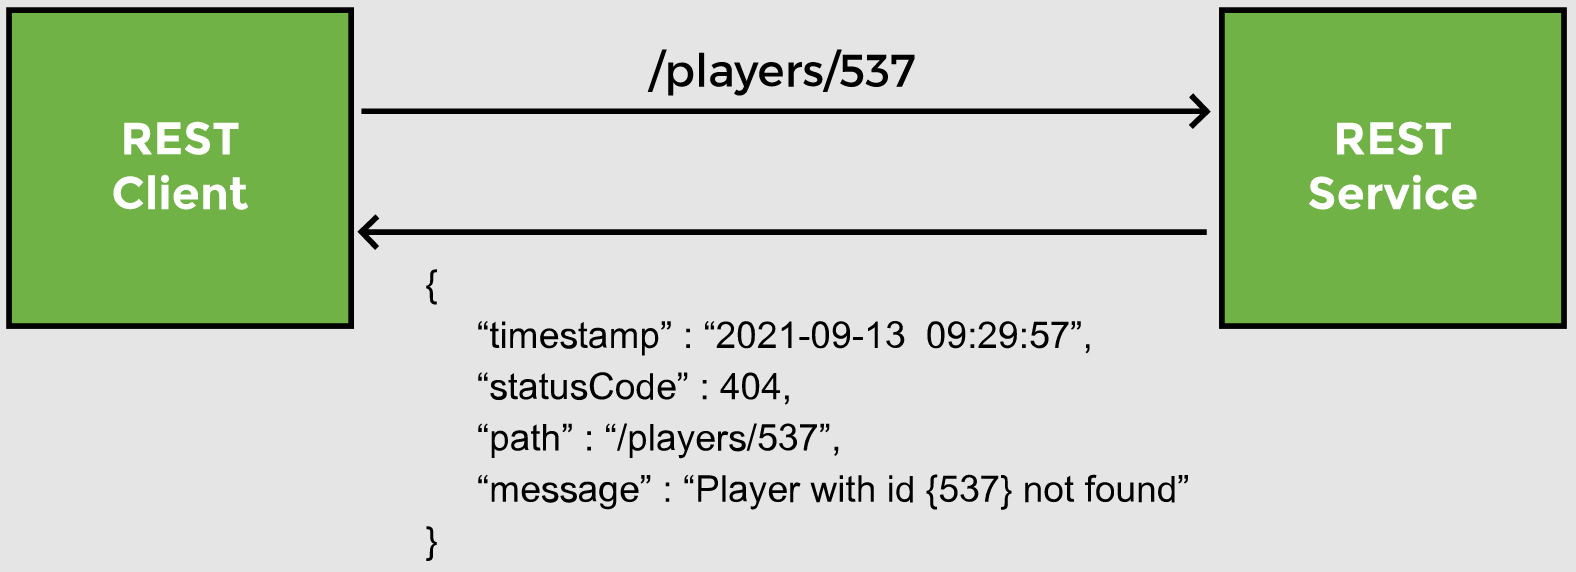 REST
Client
/players/537
REST
Service
{
“timestamp” : “2021-09-13  09:29:57”,
“statusCode” : 404,
“path” : “/players/537”,
“message” : “Player with id {537} not found”
}